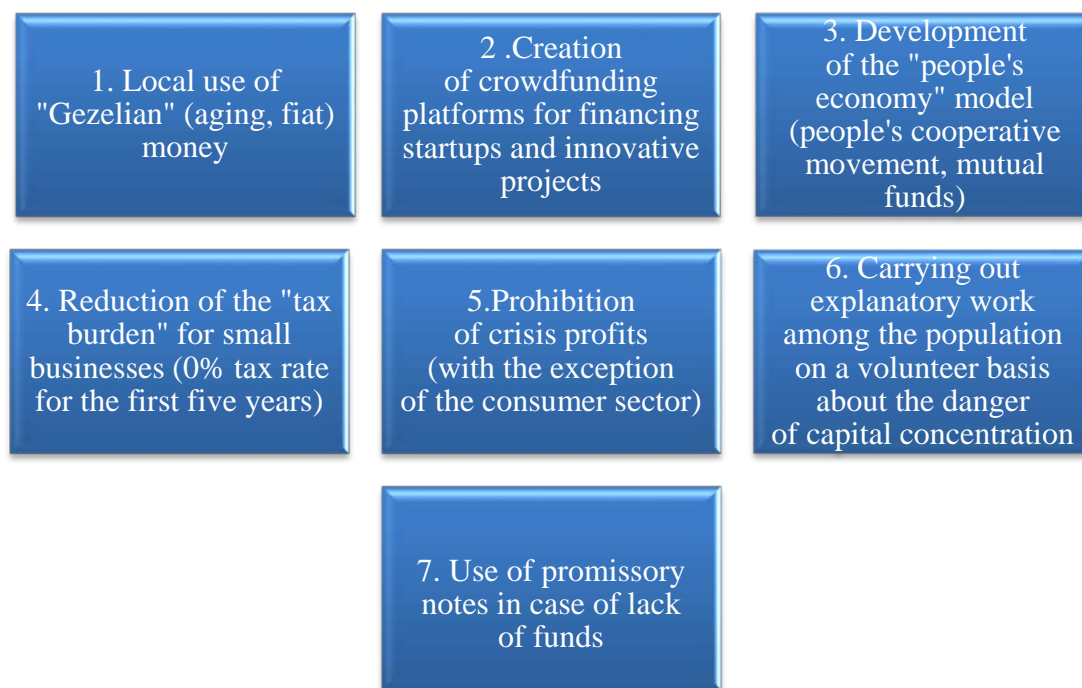 1. Local use of
"Gezelian" (aging, fiat)
money
2 .Creation
of crowdfunding
platforms for financing
startups and innovative
projects
3. Development
of the "people's
economy" model
(people's cooperative
movement, mutual
funds)
4. Reduction of the "tax
burden" for small
businesses (0% tax rate
for the first five years)
5.Prohibition
of crisis profits
(with the exception
of the consumer sector)
6. Carrying out
explanatory work
among the population
on a volunteer basis
about the danger
of capital concentration
7. Use of promissory
notes in case of lack
of funds